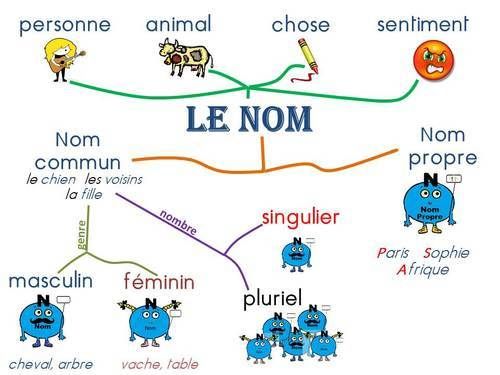 personne animal chose sentiment
LE NOM
Nom
commun
le chien les voisins
la fille
Nom
propre
N
Nom
Propre
Paris Sophie
Afrique
genre
nombre
singulier
masculin féminin
pluriel
N
Nom
N
Nom
cheval, arbre
vache, table